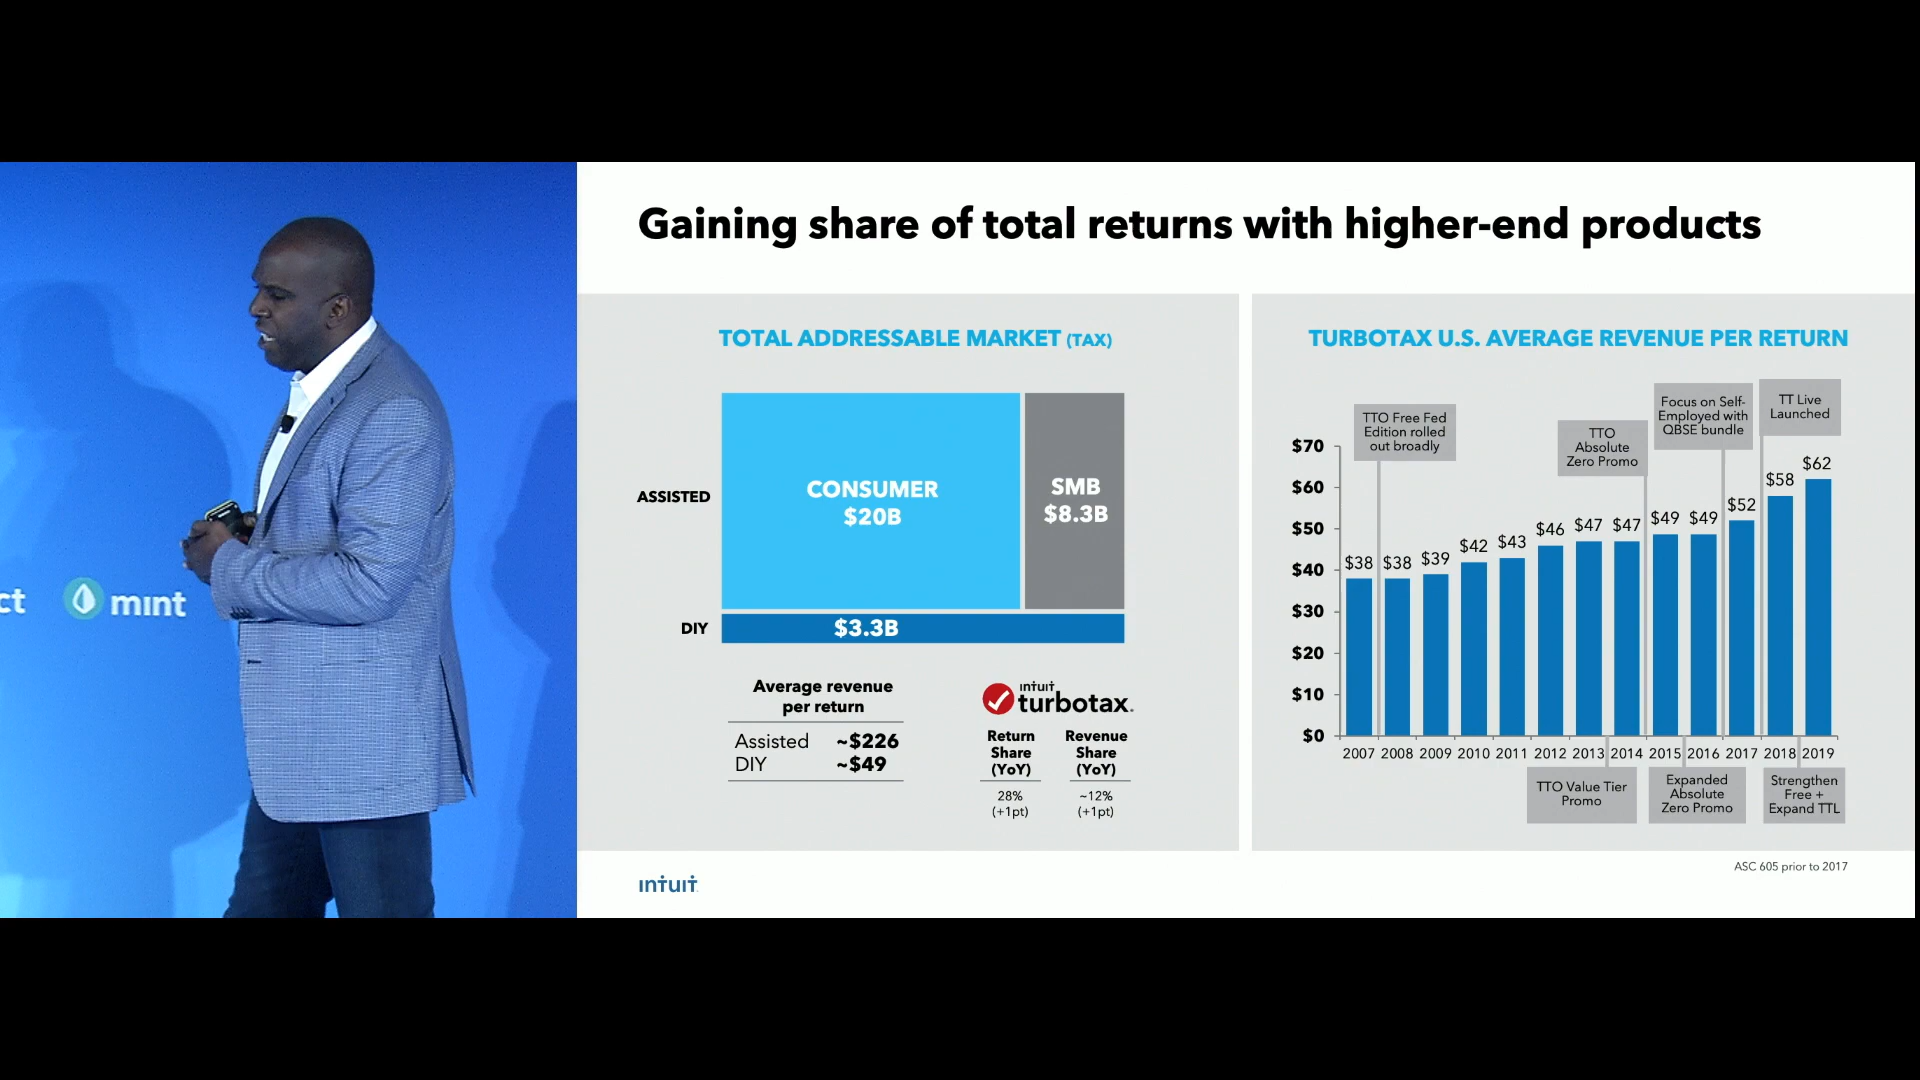 ct mint
Gaining share of total returns with higher-end products
TOTAL ADDRESSABLE MARKET (TAX)
ASSISTED
CONSUMER
$20B
SMB
$8.3B
DIY
$3.3B
Average revenue
per return
Assisted ~$226
DIY ~$49
intuit
turbotax.
Return
Share
(YoY)
28%
(+1pt)
Revenue
Share
(YoY)
~12%
(+1pt)
TURBOTAX U.S. AVERAGE REVENUE PER RETURN
TTO Free Fed
Edition rolled
out broadly
TTO
Absolute
Zero Promo
Focus on Self-
Employed with
QBSE bundle
TT Live
Launched
$70
$60
$50
$40
$30
$20
$10
$0
$38 $38 $39 $42 $43 $46 $47 $47 $49 $49 $52 $58 $62
2007 2008 2009 2010 2011 2012 2013 2014 2015 2016 2017 2018 2019
TTO Value Tier
Promo
Expanded
Absolute
Zero Promo
Strengthen
Free +
Expand TTL
ASC 605 prior to 2017
intuit